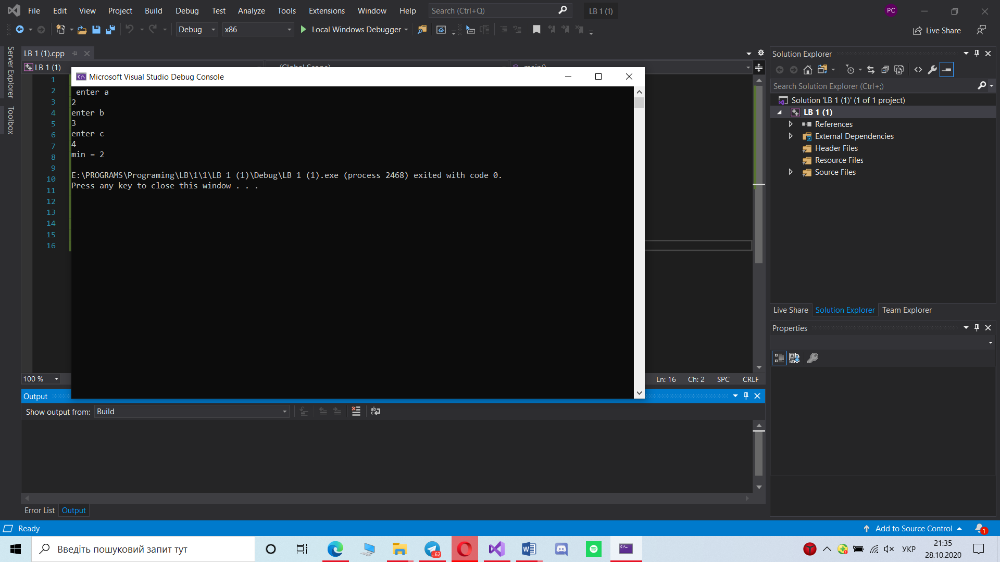 File Edit View Project Build Debug Test Analyze Tools Extensions Window Help Search (Ctrl+Q) LB 1 (1) PC
Debug x86 Local Windows Debugger Live Share
Server Explorer
Toolbox
LB 1 (1).cpp
LB 1 (1) (Global Scope) main()
1
2
3
4
5
6
7
8
9
10
11
12
13
14
15
16
Microsoft Visual Studio Debug Console
enter a
2
enter b
3
enter c
4
min = 2
E:\PROGRAMS\Programing\LB\1\1\LB 1 (1)\Debug\LB 1 (1).exe (process 2468) exited with code 0.
Press any key to close this window . . .
100 % Ln: 16 Ch: 2 SPC CRLF
Output
Show output from: Build
Error List Output
Solution Explorer
Search Solution Explorer (Ctrl+;)
Solution 'LB 1 (1)' (1 of 1 project)
LB 1 (1)
References
External Dependencies
Header Files
Resource Files
Source Files
Live Share Solution Explorer Team Explorer
Properties
Ready Add to Source Control 1
Введіть пошуковий запит тут ..62 УКР 21:35
28.10.2020